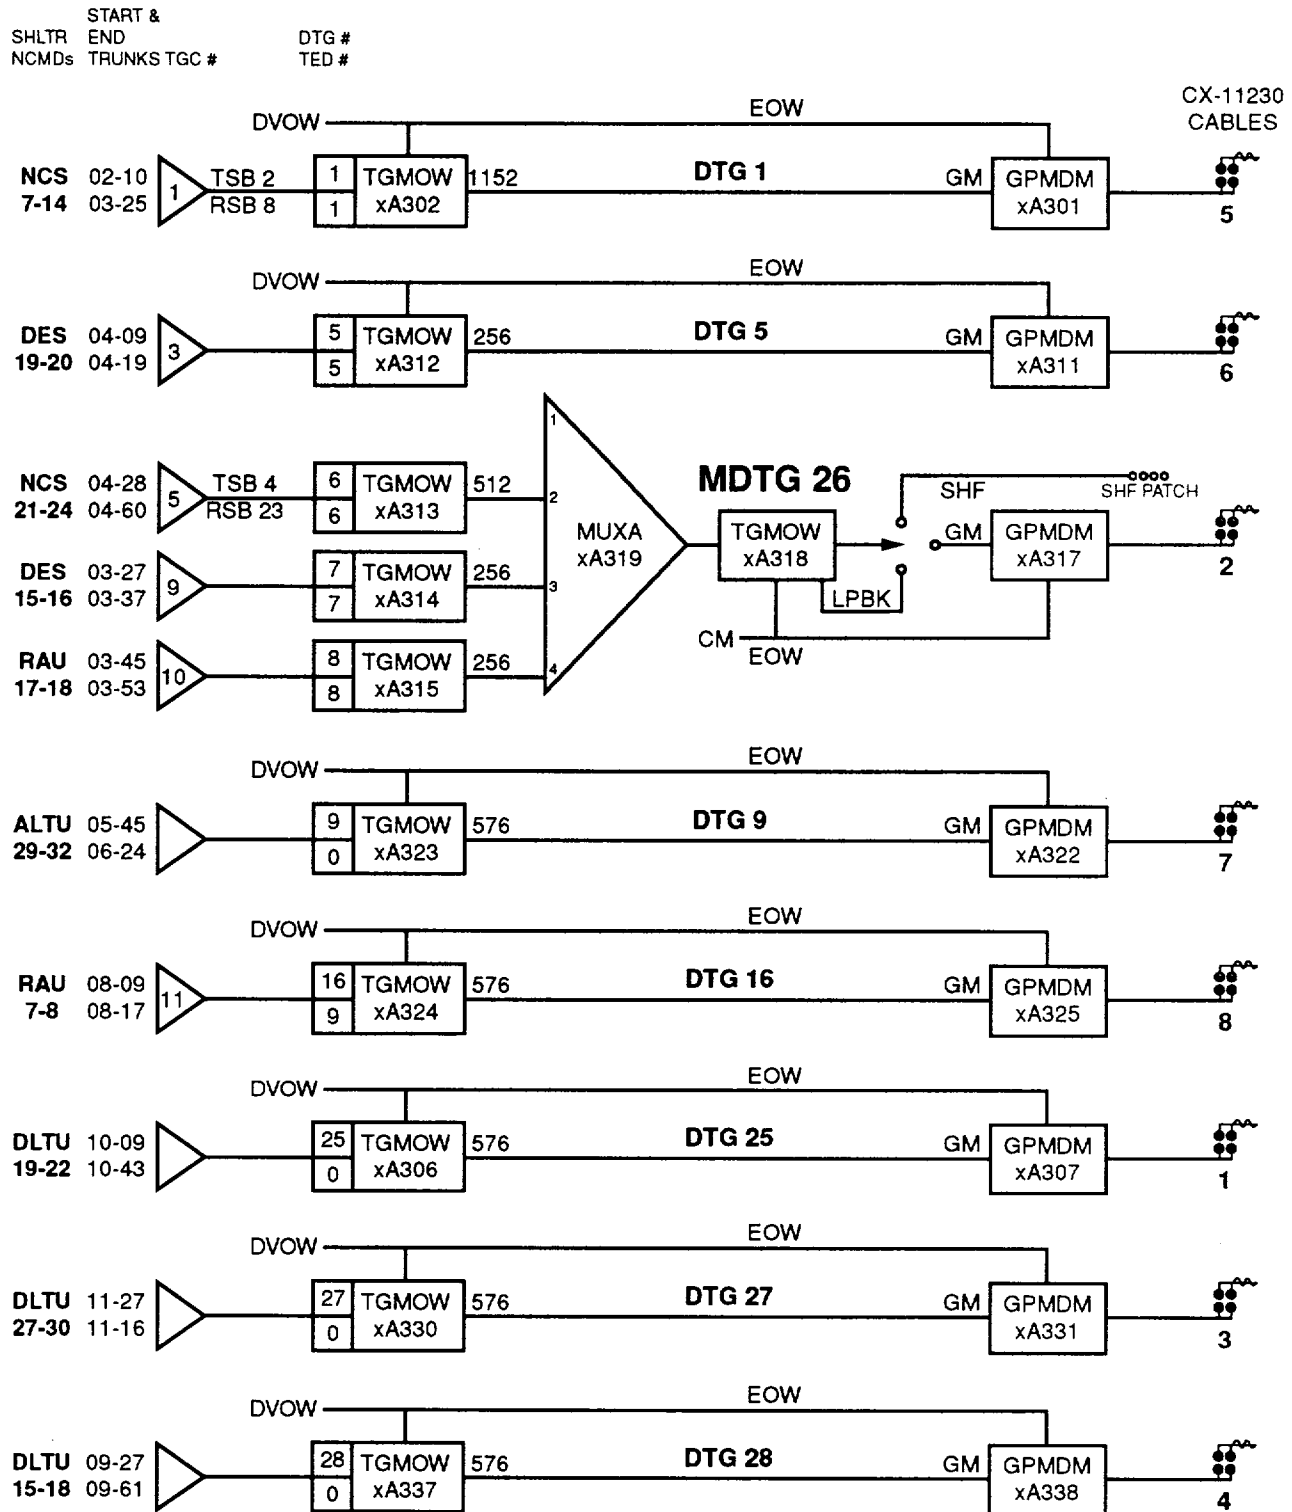 START &
SHLTR END DTG #
NCMDs TRUNKS TGC # TED #
CX-11230
CABLES
DVOW EOW
NCS 02-10 1 TSB 2 1 TGMOW 1152 DTG 1 GM GPMDM
7-14 03-25 RSB 8 1 xA302 xA301 5
DVOW EOW
DES 04-09 3 5 TGMOW 256 DTG 5 GM GPMDM
19-20 04-19 5 xA312 xA311 6
1
NCS 04-28 5 TSB 4 6 TGMOW 512 2 MDTG 26 SHF SHF PATCH
21-24 04-60 RSB 23 6 xA313
MUXA TGMOW GM GPMDM
xA319 xA318 xA317 2
DES 03-27 9 7 TGMOW 256 3
15-16 03-37 7 xA314 LPBK
CM EOW
RAU 03-45 10 8 TGMOW 256 4
17-18 03-53 8 xA315
DVOW EOW
ALTU 05-45 9 TGMOW 576 DTG 9 GM GPMDM
29-32 06-24 0 xA323 xA322 7
DVOW EOW
RAU 08-09 11 16 TGMOW 576 DTG 16 GM GPMDM
7-8 08-17 9 xA324 xA325 8
DVOW EOW
DLTU 10-09 25 TGMOW 576 DTG 25 GM GPMDM
19-22 10-43 0 xA306 xA307 1
DVOW EOW
DLTU 11-27 27 TGMOW 576 DTG 27 GM GPMDM
27-30 11-16 0 xA330 xA331 3
DVOW EOW
DLTU 09-27 28 TGMOW 576 DTG 28 GM GPMDM
15-18 09-61 0 xA337 xA338 4